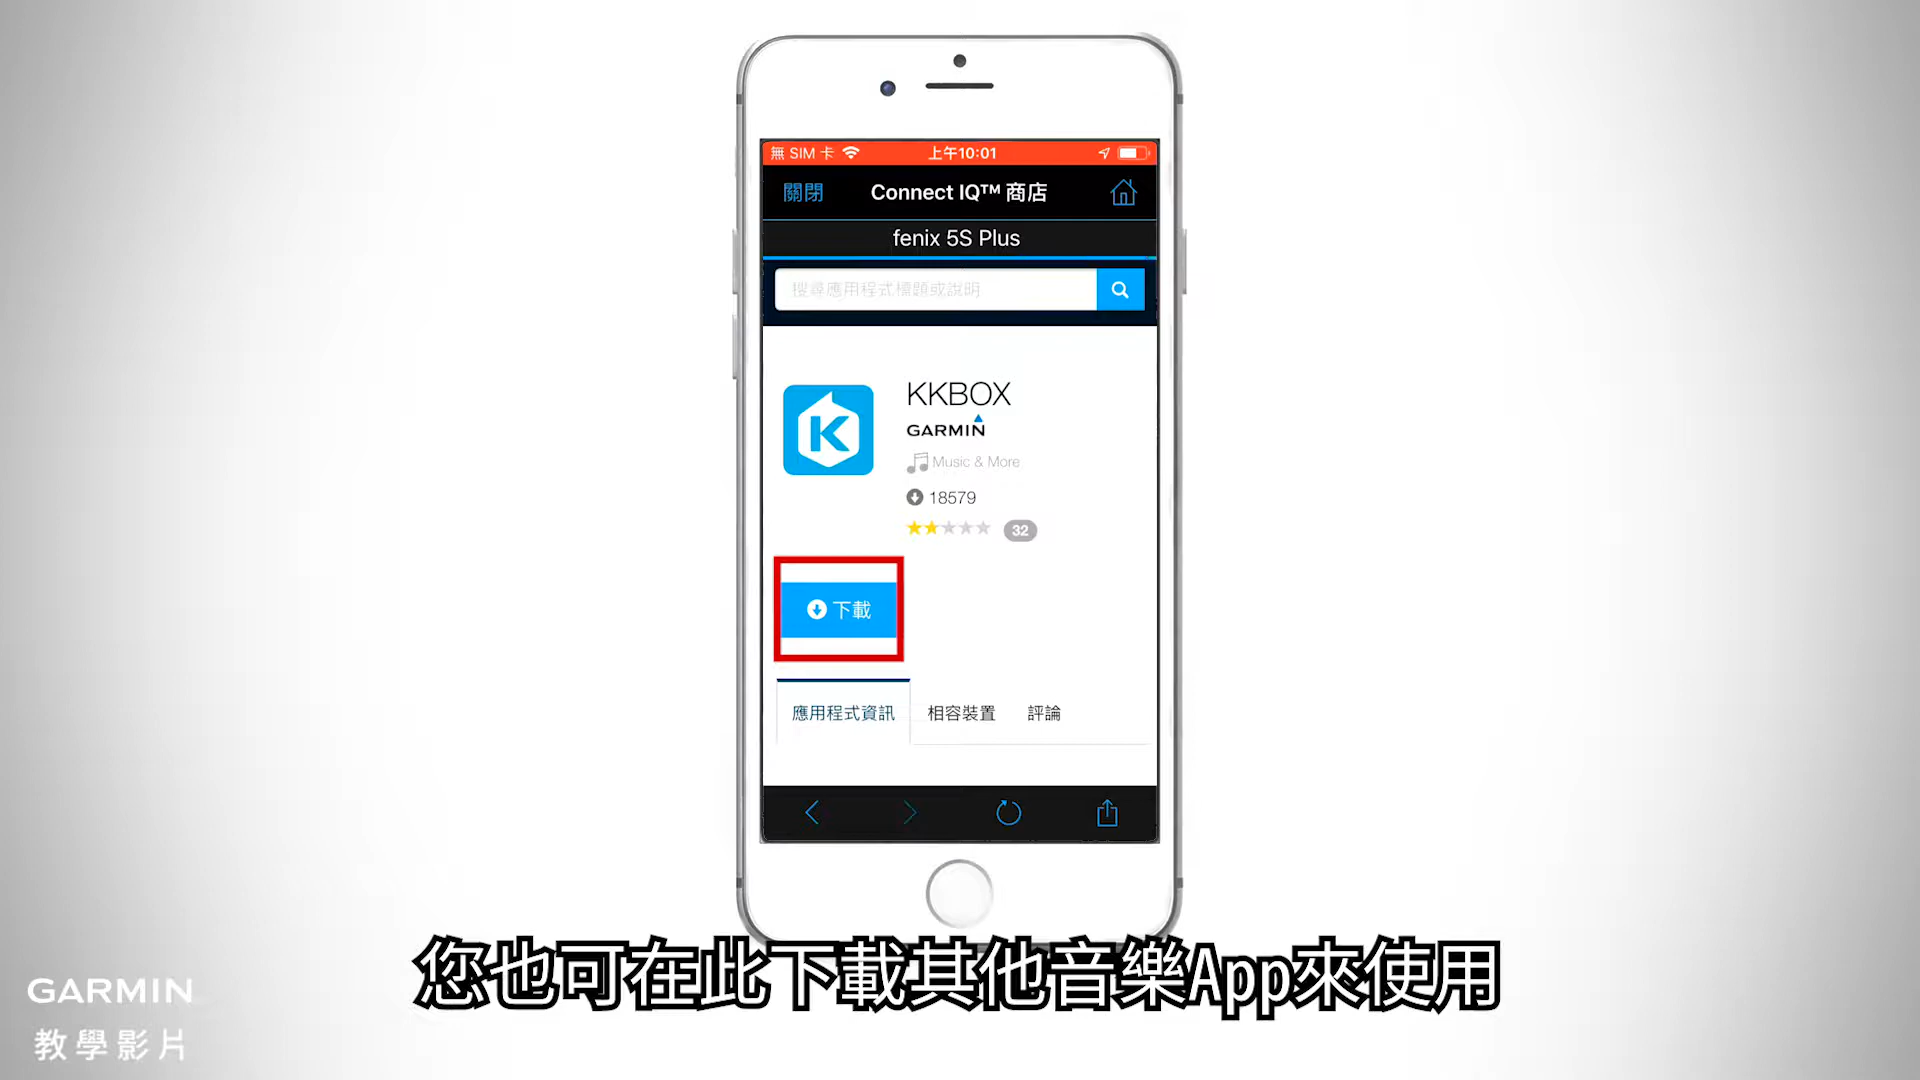 無 SIM 卡
上午10:01
關閉
Connect IQ™ 商店
fenix 5S Plus
搜尋應用程式標題或說明
KKBOX
GARMIN
Music & More
18579
32
下載
應用程式資訊
相容裝置
評論
您也可在此下載其他音樂App來使用
GARMIN
教學影片